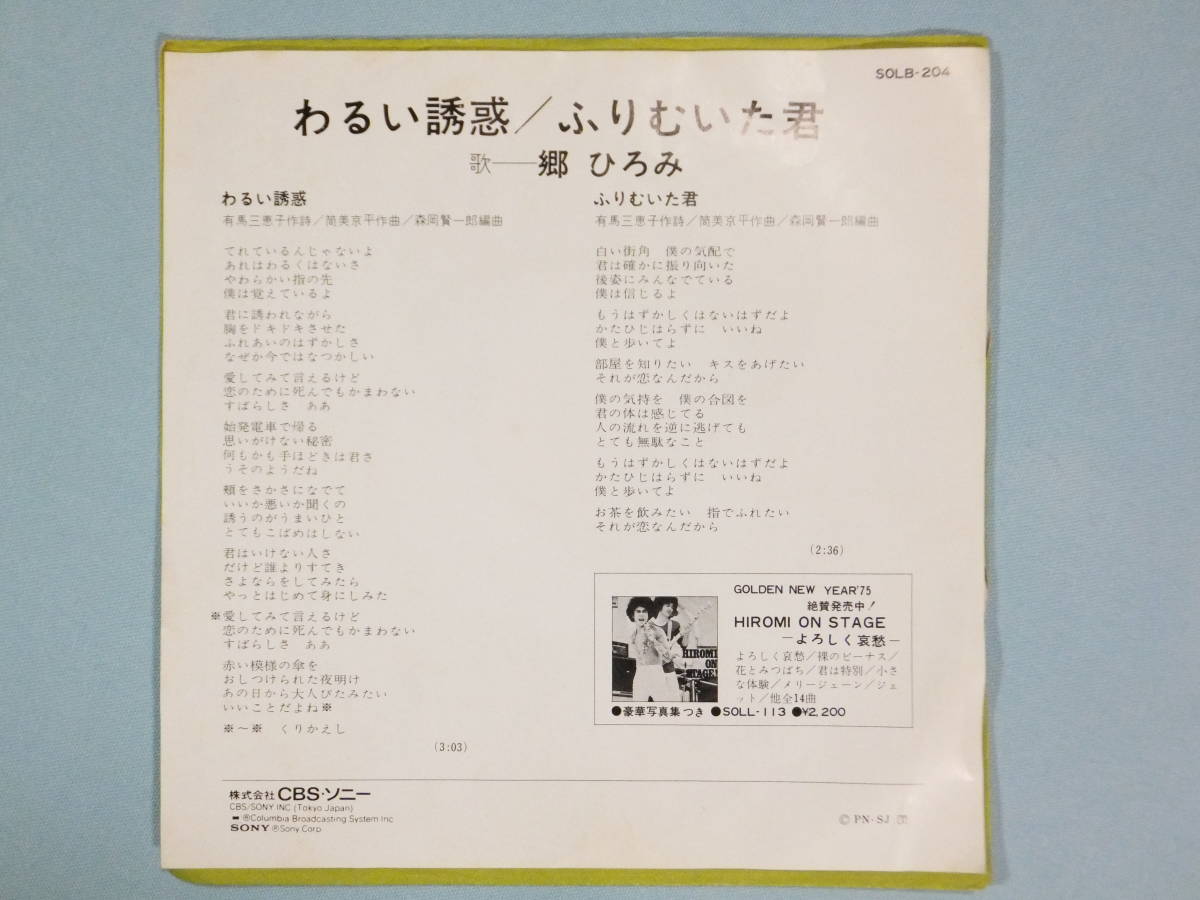 SOLB-204
わるい誘惑/ふりむいた君
歌──郷 ひろみ
わるい誘惑
有馬三恵子作詩/筒美京平作曲/森岡賢一郎編曲
てれているんじゃないよ
あれはわるくはないさ
やわらかい指の先
僕は覚えているよ
君に誘われながら
胸をドキドキさせた
ふれあいのはずかしさ
なぜか今ではなつかしい
愛してみて言えるけど
恋のために死んでもかまわない
すばらしさ ああ
始発電車で帰る
思いがけない秘密
何もかも手ほどきは君さ
うそのようだね
頬をさかさになでて
いいか悪いか聞くの
誘うのがうまいひと
とてもこばめはしない
君はいけない人さ
だけど誰よりすてき
さよならをしてみたら
やっとはじめて身にしみた
※愛してみて言えるけど
恋のために死んでもかまわない
すばらしさ ああ
赤い模様の傘を
おしつけられた夜明け
あの日から大人びたみたい
いいことだよね※
※〜※ くりかえし
(3:03)
ふりむいた君
有馬三恵子作詩/筒美京平作曲/森岡賢一郎編曲
白い街角 僕の気配で
君は確かに振り向いた
後姿にみんなでている
僕は信じるよ
もうはずかしくはないはずだよ
かたひじはらずに いいね
僕と歩いてよ
部屋を知りたい キスをあげたい
それが恋なんだから
僕の気持を 僕の合図を
君の体は感じてる
人の流れを逆に逃げても
とても無駄なこと
もうはずかしくはないはずだよ
かたひじはらずに いいね
僕と歩いてよ
お茶を飲みたい 指でふれたい
それが恋なんだから
(2:36)
GOLDEN NEW YEAR'75
絶賛発売中!
HIROMI ON STAGE
―よろしく哀愁―
よろしく哀愁/裸のビーナス/
花とみつばち/君は特別/小さ
な体験/メリージェーン/ジェ
ット/他全14曲
HIROMI
ON
STAGE!
●豪華写真集つき ●SOLL-113 ●¥2,200
株式会社 CBS・ソニー
CBS/SONY INC (Tokyo Japan)
®Columbia Broadcasting System Inc
SONY ®Sony Corp
© PN・SJ